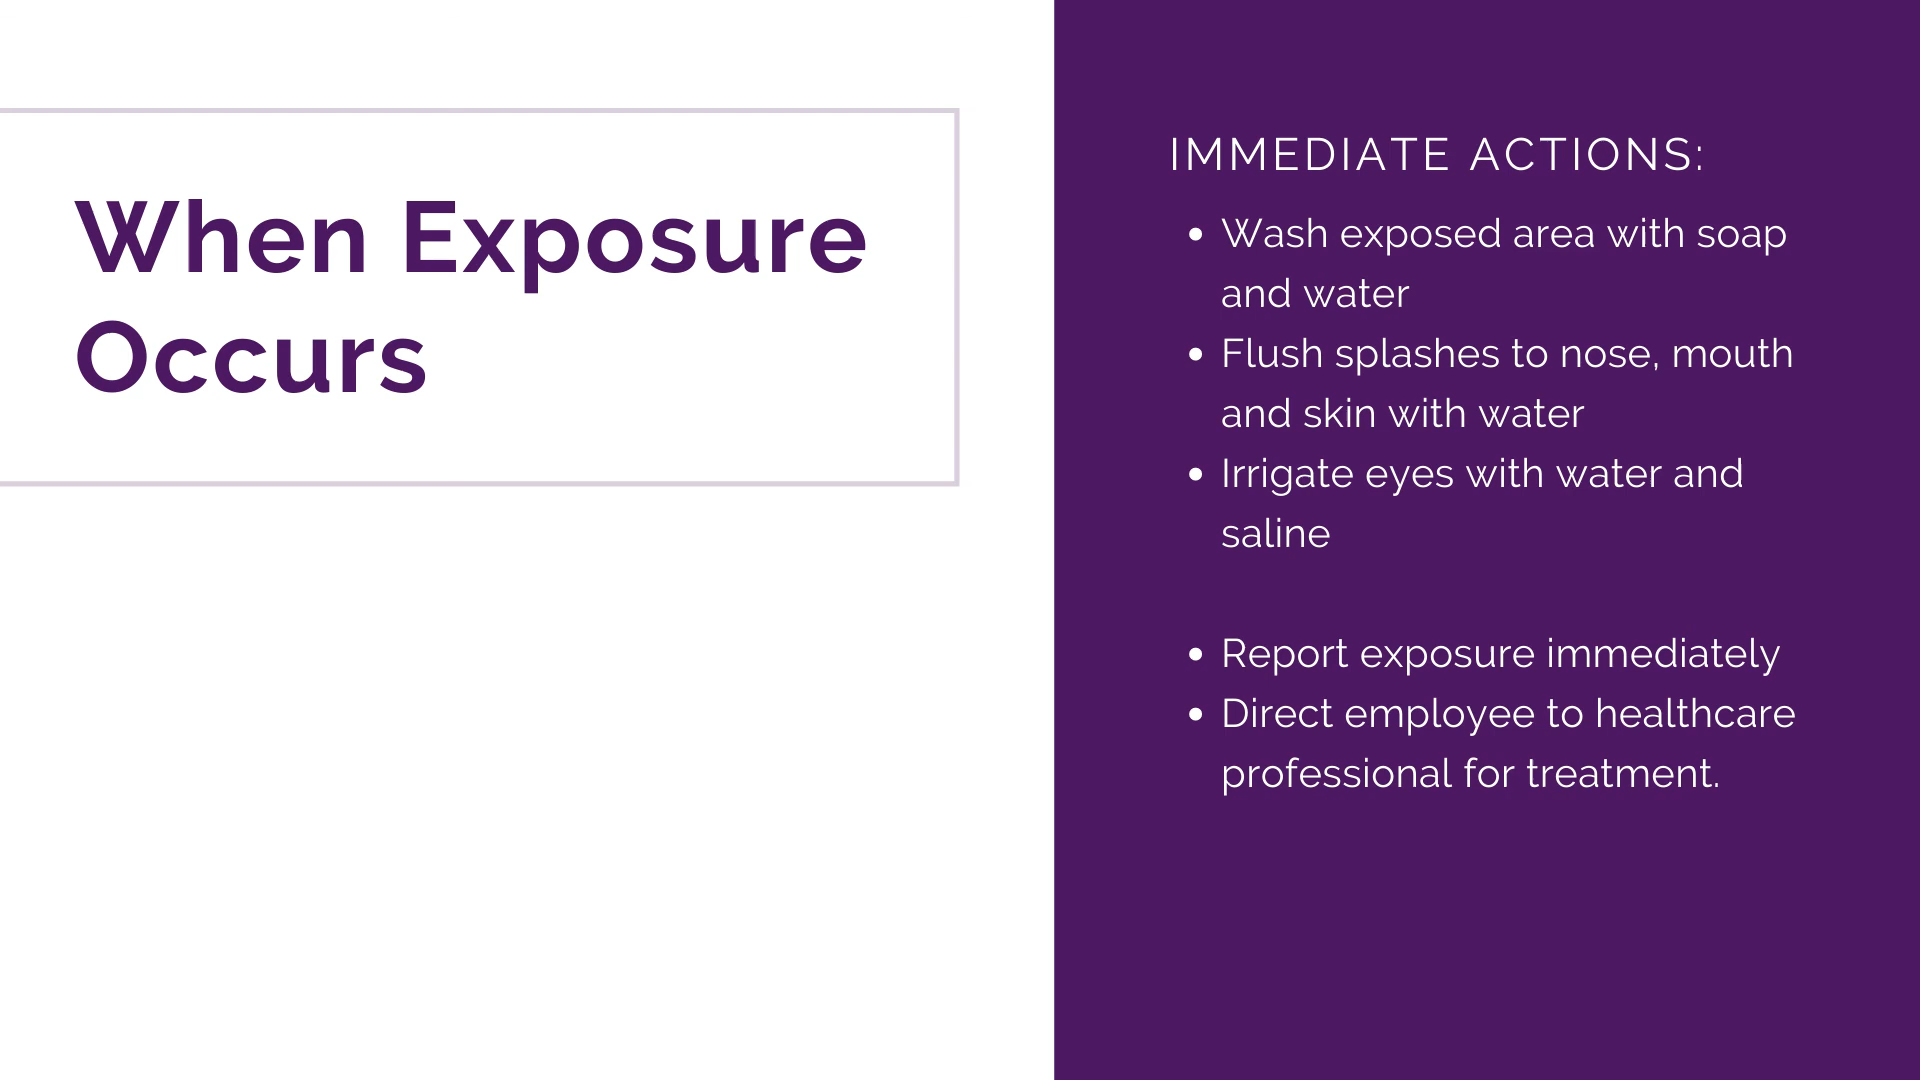 When Exposure
Occurs
IMMEDIATE ACTIONS:
• Wash exposed area with soap
and water
• Flush splashes to nose, mouth
and skin with water
• Irrigate eyes with water and
saline
• Report exposure immediately
• Direct employee to healthcare
professional for treatment.